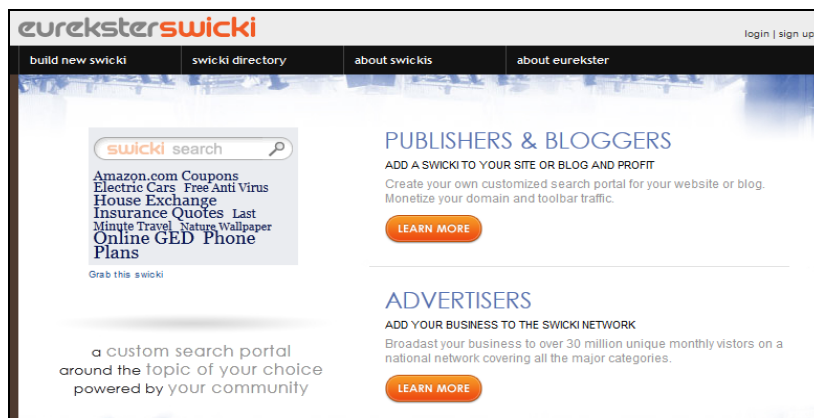 eureksterswicki
login | sign up
build new swicki
swicki directory
about swickis
about eurekster
swicki search
Amazon.com Coupons
Electric Cars Free Anti Virus
House Exchange
Insurance Quotes Last
Minute Travel Nature Wallpaper
Online GED Phone
Plans
Grab this swicki
a custom search portal
around the topic of your choice
powered by your community
PUBLISHERS & BLOGGERS
ADD A SWICKI TO YOUR SITE OR BLOG AND PROFIT
Create your own customized search portal for your website or blog.
Monetize your domain and toolbar traffic.
LEARN MORE
ADVERTISERS
ADD YOUR BUSINESS TO THE SWICKI NETWORK
Broadast your business to over 30 million unique monthly vistors on a
national network covering all the major categories.
LEARN MORE